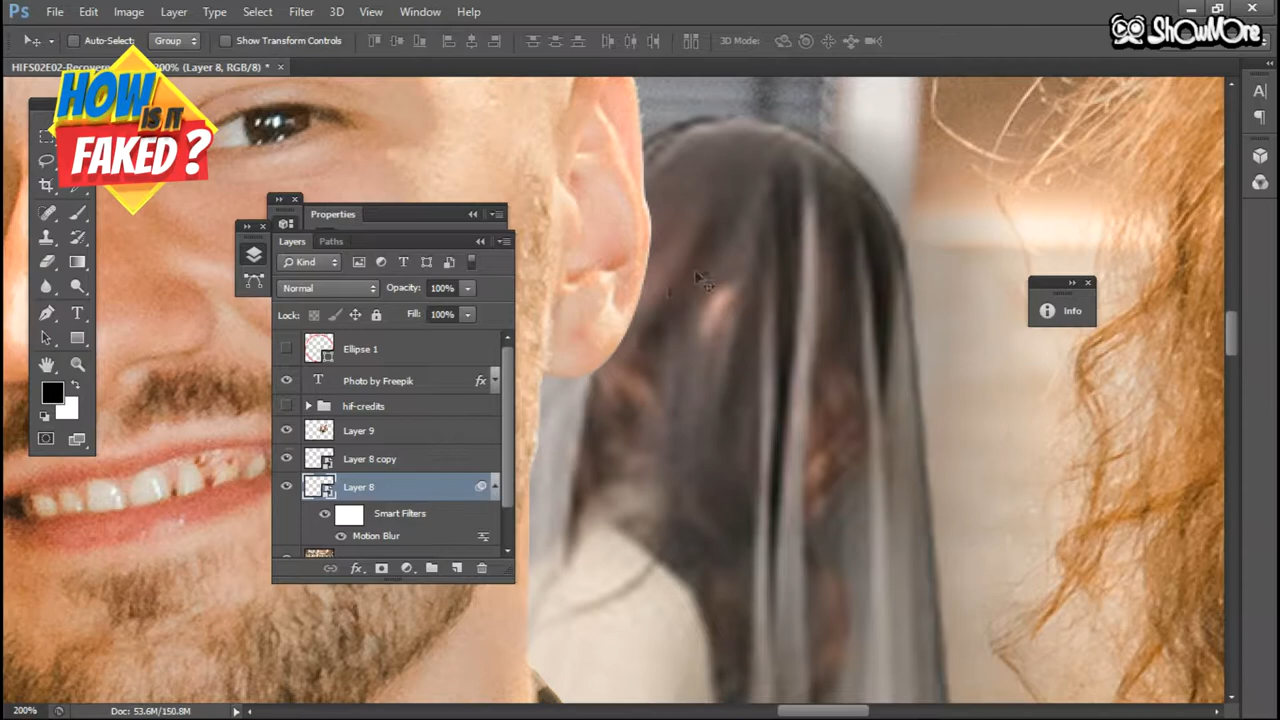 Ps File Edit Image Layer Type Select Filter 3D View Window Help
ShowMore
Auto-Select: Group Show Transform Controls 3D Mode:
200% (Layer 8, RGB/8) *
HOW
IS IT
FAKED?
Properties
Layers Paths
Kind
Normal Opacity: 100%
Lock: Fill: 100%
Info
Ellipse 1
T Photo by Freepik fx
hif-credits
Layer 9
Layer 8 copy
Layer 8
Smart Filters
Motion Blur
fx
200% Doc: 53.6M/150.8M